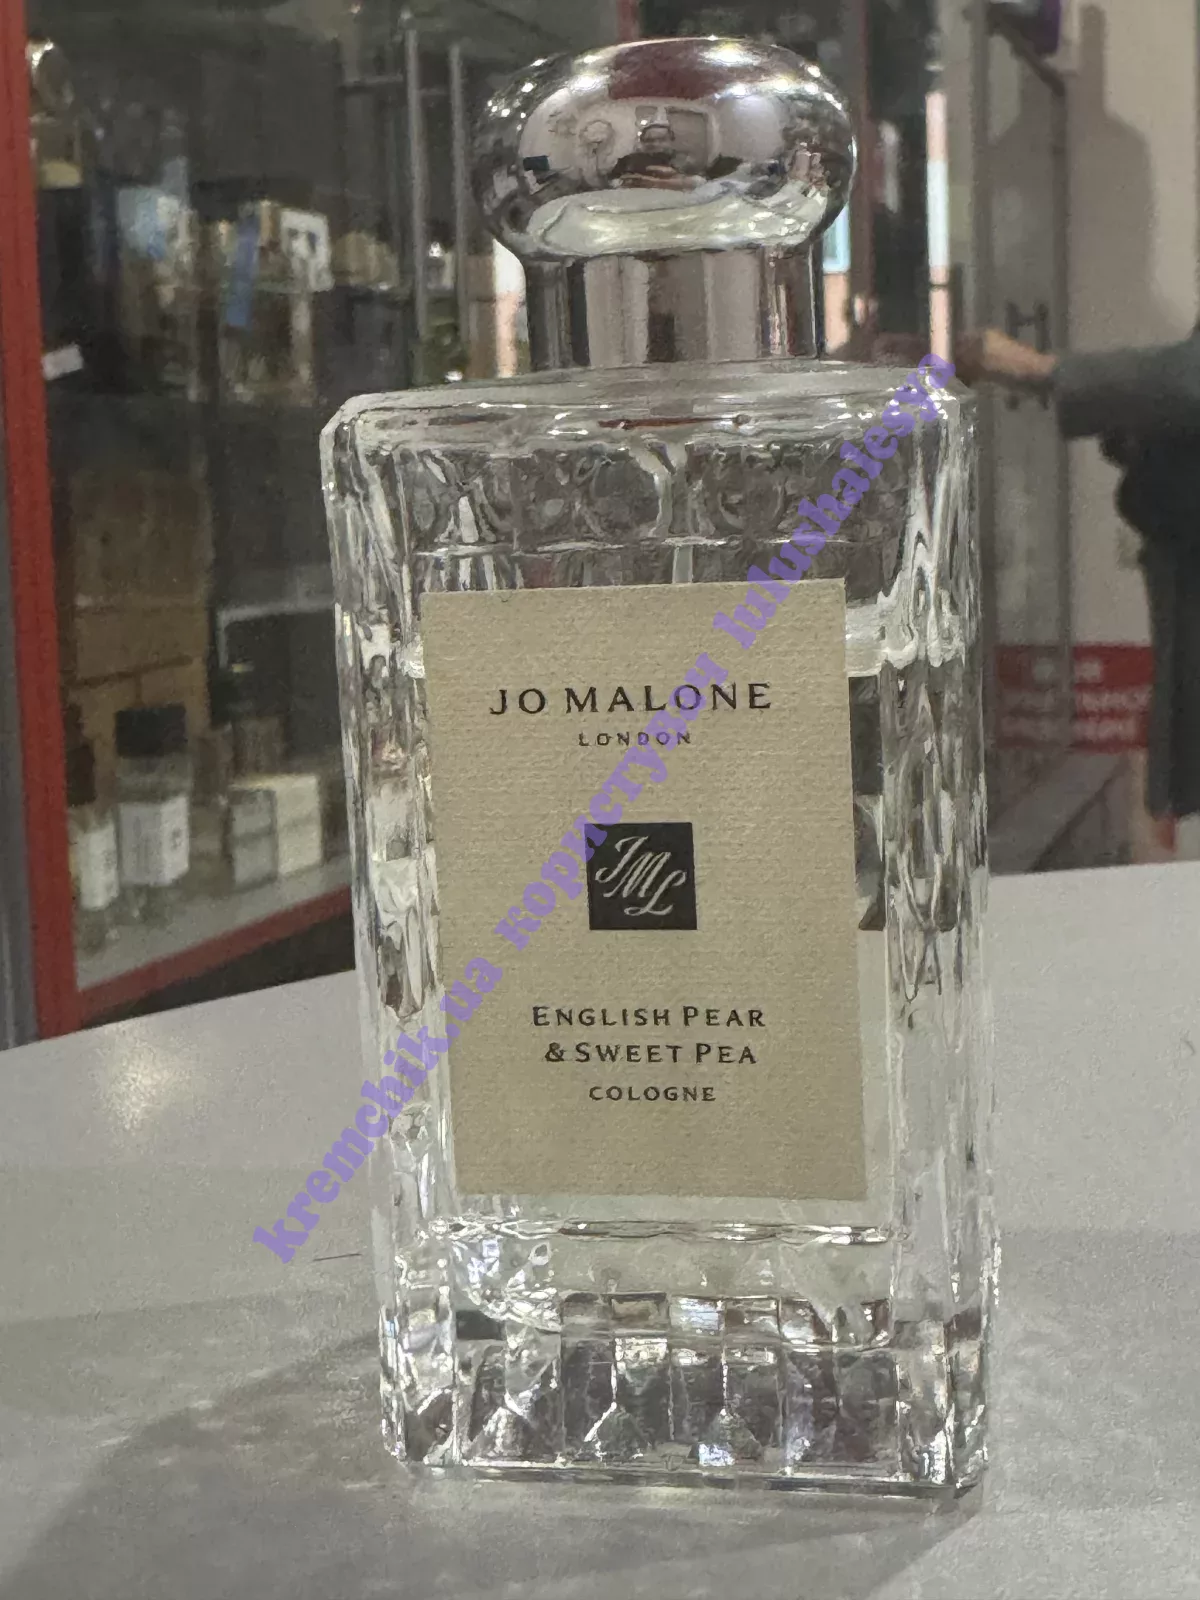 JO MALONE
LONDON
JML
ENGLISH PEAR
& SWEET PEA
COLOGNE
kremchik.ua користувач lulushalesya